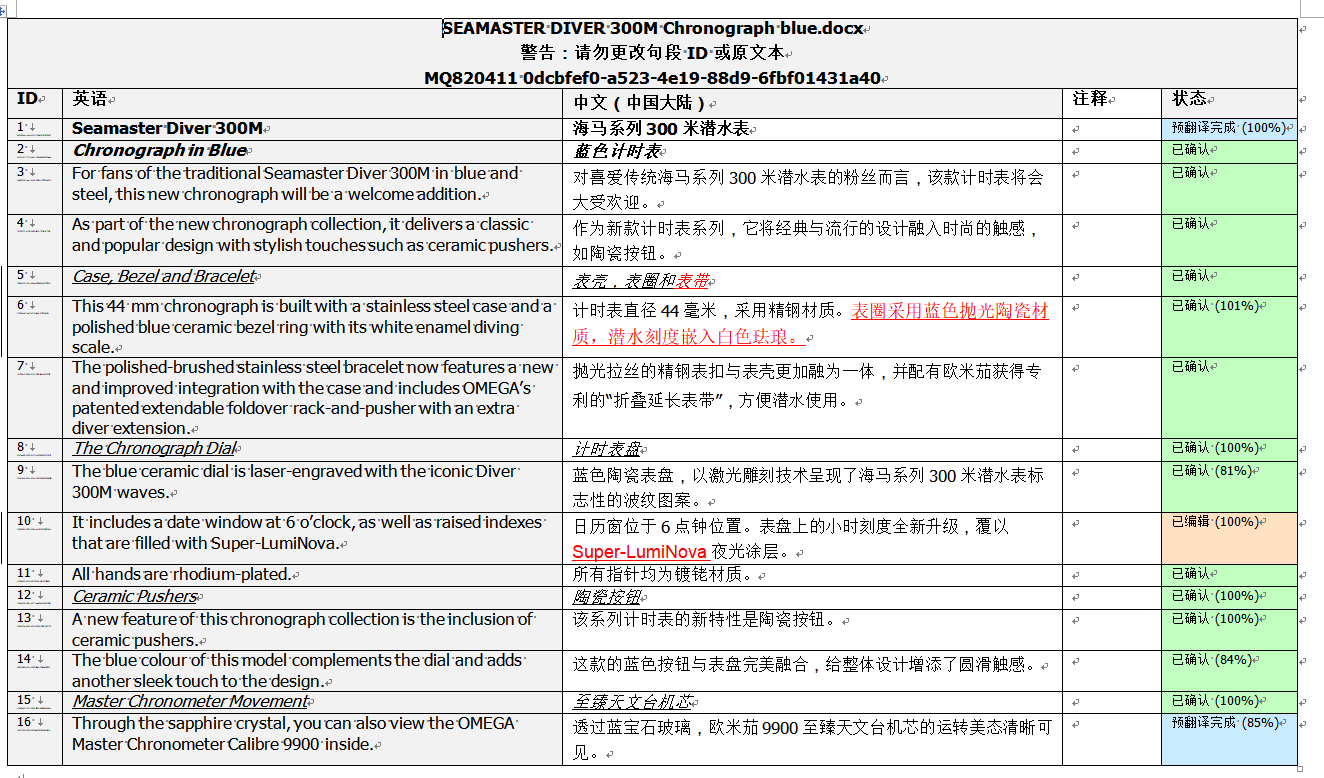 SEAMASTER DIVER 300M Chronograph blue.docx
警告：请勿更改句段 ID 或原文本
MQ820411 0dcbfef0-a523-4e19-88d9-6fbf01431a40
ID 英语 中文（中国大陆） 注释 状态
1 Seamaster Diver 300M 海马系列 300 米潜水表 预翻译完成 (100%)
2 Chronograph in Blue 蓝色计时表 已确认
3 For fans of the traditional Seamaster Diver 300M in blue and
steel, this new chronograph will be a welcome addition.
对喜爱传统海马系列 300 米潜水表的粉丝而言，该款计时表将会
大受欢迎。
已确认
4 As part of the new chronograph collection, it delivers a classic
and popular design with stylish touches such as ceramic pushers.
作为新款计时表系列，它将经典与流行的设计融入时尚的触感，
如陶瓷按钮。
已确认
5 Case, Bezel and Bracelet 表壳，表圈和表带 已确认
6 This 44 mm chronograph is built with a stainless steel case and a
polished blue ceramic bezel ring with its white enamel diving
scale.
计时表直径 44 毫米，采用精钢材质。表圈采用蓝色抛光陶瓷材
质，潜水刻度嵌入白色珐琅。
已确认 (101%)
7 The polished-brushed stainless steel bracelet now features a new
and improved integration with the case and includes OMEGA’s
patented extendable foldover rack-and-pusher with an extra
diver extension.
抛光拉丝的精钢表扣与表壳更加融为一体，并配有欧米茄获得专
利的“折叠延长表带”，方便潜水使用。
已确认
8 The Chronograph Dial 计时表盘 已确认 (100%)
9 The blue ceramic dial is laser-engraved with the iconic Diver
300M waves.
蓝色陶瓷表盘，以激光雕刻技术呈现了海马系列 300 米潜水表标
志性的波纹图案。
已确认 (81%)
10 It includes a date window at 6 o’clock, as well as raised indexes
that are filled with Super-LumiNova.
日历窗位于 6 点钟位置。表盘上的小时刻度全新升级，覆以
Super-LumiNova 夜光涂层。
已编辑 (100%)
11 All hands are rhodium-plated. 所有指针均为镀铑材质。 已确认
12 Ceramic Pushers 陶瓷按钮 已确认 (100%)
13 A new feature of this chronograph collection is the inclusion of
ceramic pushers.
该系列计时表的新特性是陶瓷按钮。
已确认 (100%)
14 The blue colour of this model complements the dial and adds
another sleek touch to the design.
这款的蓝色按钮与表盘完美融合，给整体设计增添了圆滑触感。
已确认 (84%)
15 Master Chronometer Movement 至臻天文台机芯 已确认 (100%)
16 Through the sapphire crystal, you can also view the OMEGA
Master Chronometer Calibre 9900 inside.
透过蓝宝石玻璃，欧米茄 9900 至臻天文台机芯的运转美态清晰可
见。
预翻译完成 (85%)